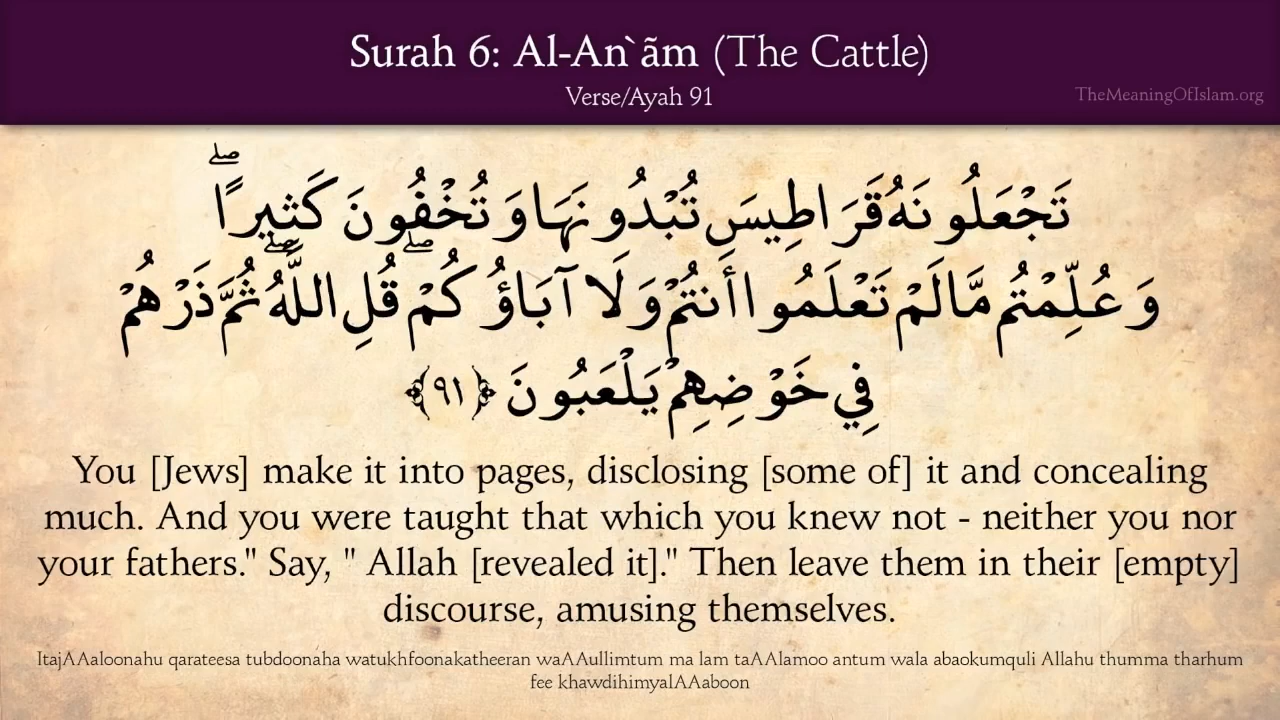 Surah 6: Al-An`ãm (The Cattle)
Verse/Ayah 91
TheMeaningOfIslam.org
تَجْعَلُونَهُ قَرَاطِيسَ تُبْدُونَهَا وَتُخْفُونَ كَثِيرًا ۖ
وَعُلِّمْتُم مَّا لَمْ تَعْلَمُوا أَنتُمْ وَلَا آبَاؤُكُمْ ۖ قُلِ اللَّهُ ۖ ثُمَّ ذَرْهُمْ
فِي خَوْضِهِمْ يَلْعَبُونَ ﴿٩١﴾
You [Jews] make it into pages, disclosing [some of] it and concealing
much. And you were taught that which you knew not - neither you nor
your fathers." Say, " Allah [revealed it]." Then leave them in their [empty]
discourse, amusing themselves.
ItajAAaloonahu qarateesa tubdoonaha watukhfoonakatheeran waAAullimtum ma lam taAAlamoo antum wala abaokumquli Allahu thumma tharhum
fee khawdihimyalAAaboon